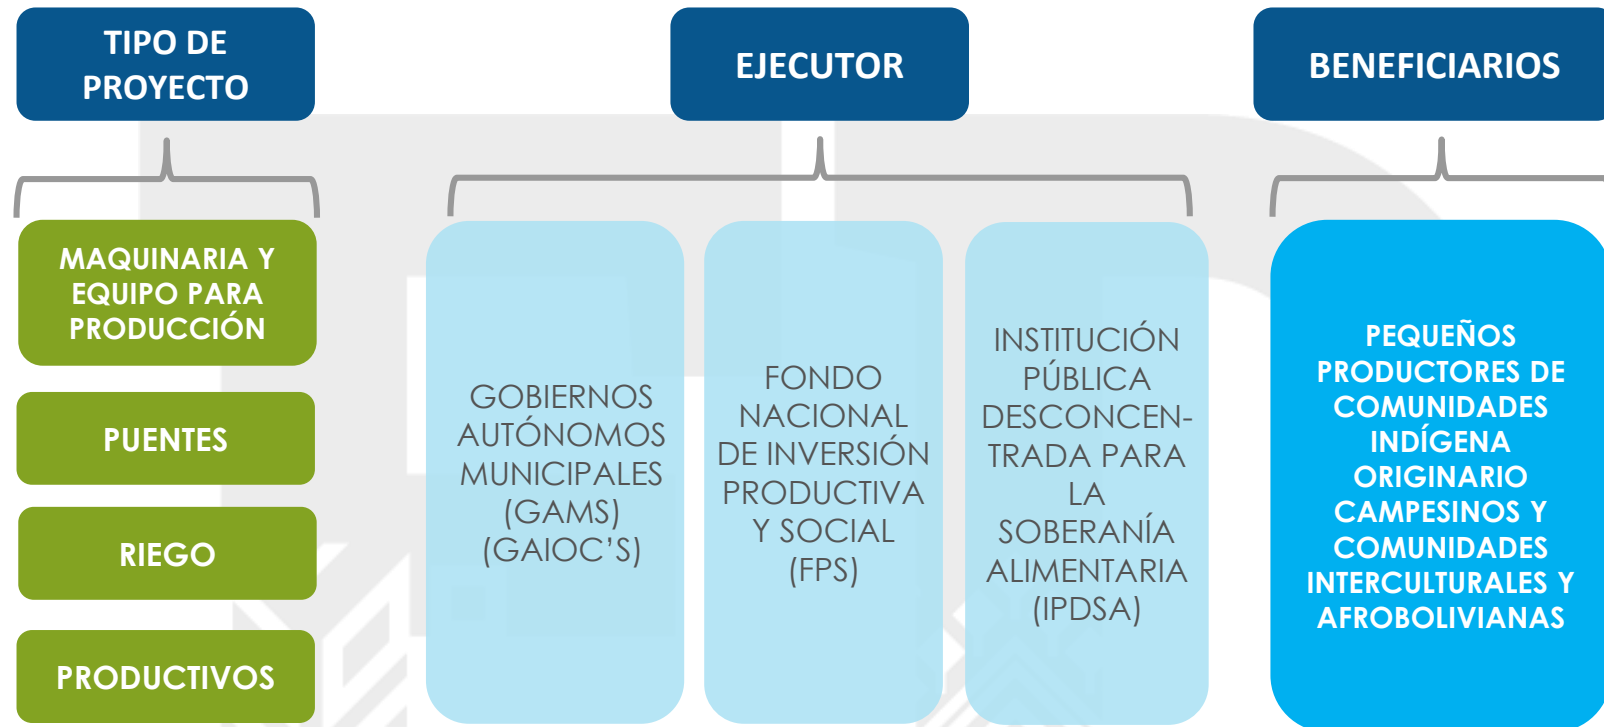 TIPO DE
PROYECTO
EJECUTOR
BENEFICIARIOS
MAQUINARIA Y
EQUIPO PARA
PRODUCCIÓN
PUENTES
RIEGO
PRODUCTIVOS
GOBIERNOS
AUTÓNOMOS
MUNICIPALES
(GAMS)
(GAIOC’S)
FONDO
NACIONAL
DE INVERSIÓN
PRODUCTIVA
Y SOCIAL
(FPS)
INSTITUCIÓN
PÚBLICA
DESCONCEN-
TRADA PARA
LA
SOBERANÍA
ALIMENTARIA
(IPDSA)
PEQUEÑOS
PRODUCTORES DE
COMUNIDADES
INDÍGENA
ORIGINARIO
CAMPESINOS Y
COMUNIDADES
INTERCULTURALES Y
AFROBOLIVIANAS